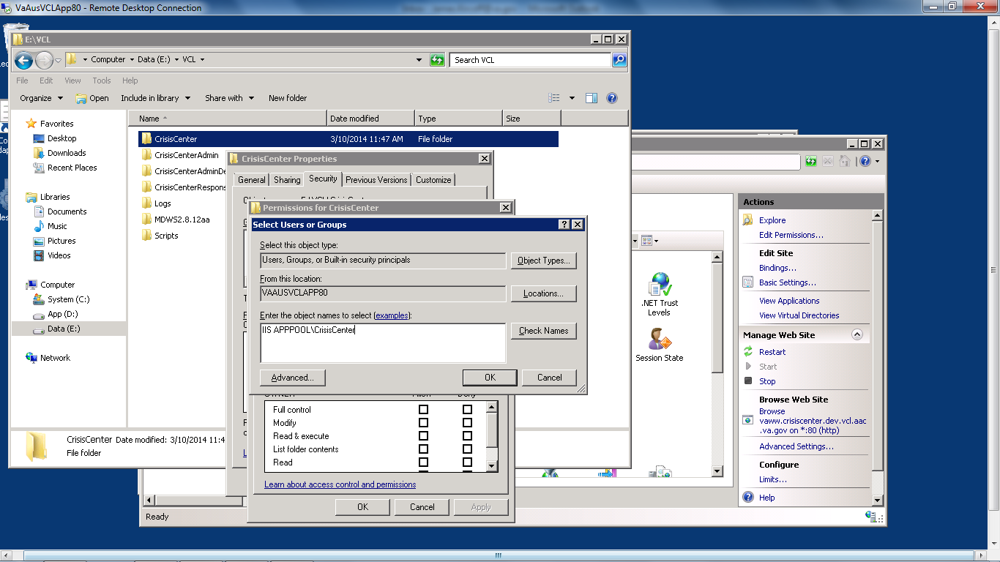 VaAusVCLApp80 - Remote Desktop Connection
E:\VCL
Computer Data (E:) VCL
Search VCL
File Edit View Tools Help
Organize Open Include in library Share with New folder
Name Date modified Type Size
Favorites
Desktop
Downloads
Recent Places
Libraries
Documents
Music
Pictures
Videos
Computer
System (C:)
App (D:)
Data (E:)
Network
CrisisCenter 3/10/2014 11:47 AM File folder
CrisisCenterAdmin
CrisisCenterAdminDe
CrisisCenterRespons
Logs
MDWS2.8.12aa
Scripts
CrisisCenter Date modified: 3/10/2014 11:4
File folder
CrisisCenter Properties
General Sharing Security Previous Versions Customize
Permissions for CrisisCenter
Select Users or Groups
Select this object type:
Users, Groups, or Built-in security principals
Object Types...
From this location:
VAAUSVCLAPP80
Locations...
Enter the object names to select (examples):
IIS APPPOOL\CrisisCenter
Check Names
Advanced... OK Cancel
Full control
Modify
Read & execute
List folder contents
Read
Learn about access control and permissions
OK Cancel Apply
.NET Trust
Levels
Session State
Actions
Explore
Edit Permissions...
Edit Site
Bindings...
Basic Settings...
View Applications
View Virtual Directories
Manage Web Site
Restart
Start
Stop
Browse Web Site
Browse
vaww.crisiscenter.dev.vcl.aac
.va.gov on *:80 (http)
Advanced Settings...
Configure
Limits...
Help
Ready